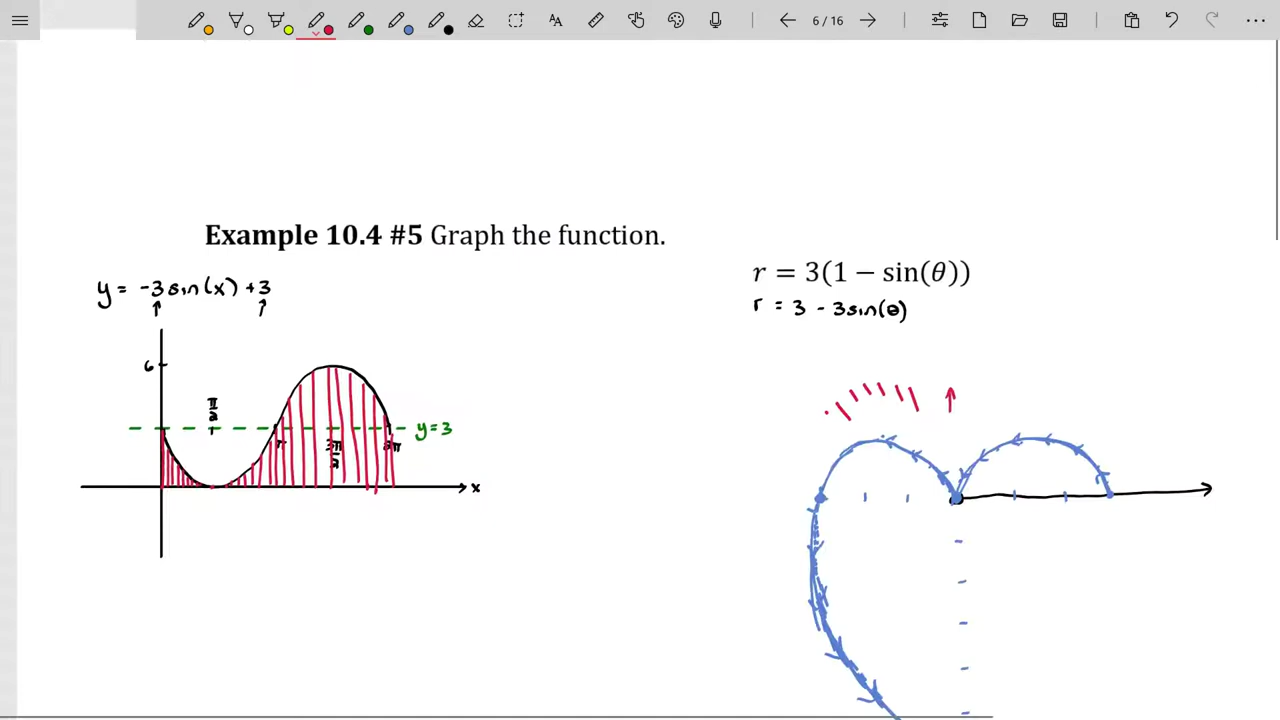 6 / 16
Example 10.4 #5 Graph the function.
y = -3sin(x) +3
r = 3(1 − sin(θ))
r = 3 - 3sin(θ)
6
π/2
y=3
π
3π/2
2π
x